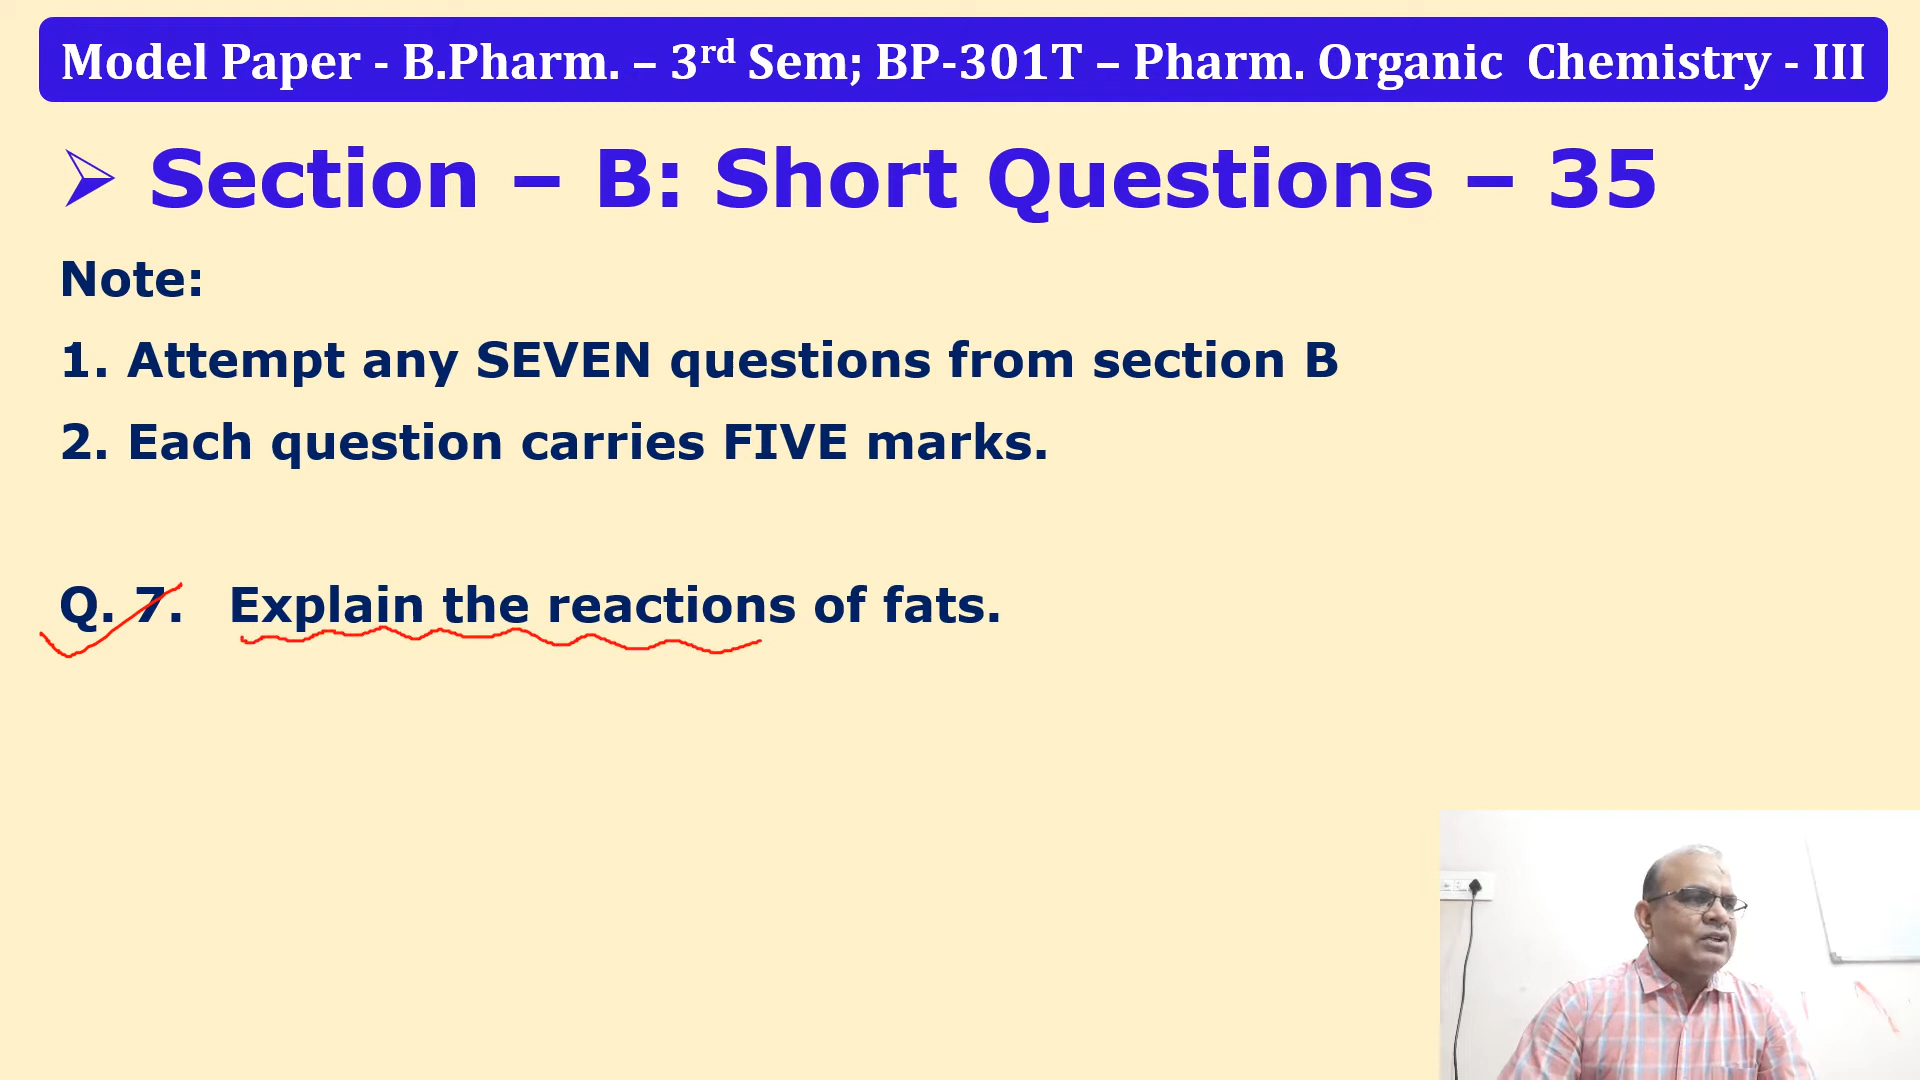 Model Paper - B.Pharm. – 3rd Sem; BP-301T – Pharm. Organic Chemistry - III
Section – B: Short Questions – 35
Note:
1. Attempt any SEVEN questions from section B
2. Each question carries FIVE marks.
Q. 7. Explain the reactions of fats.